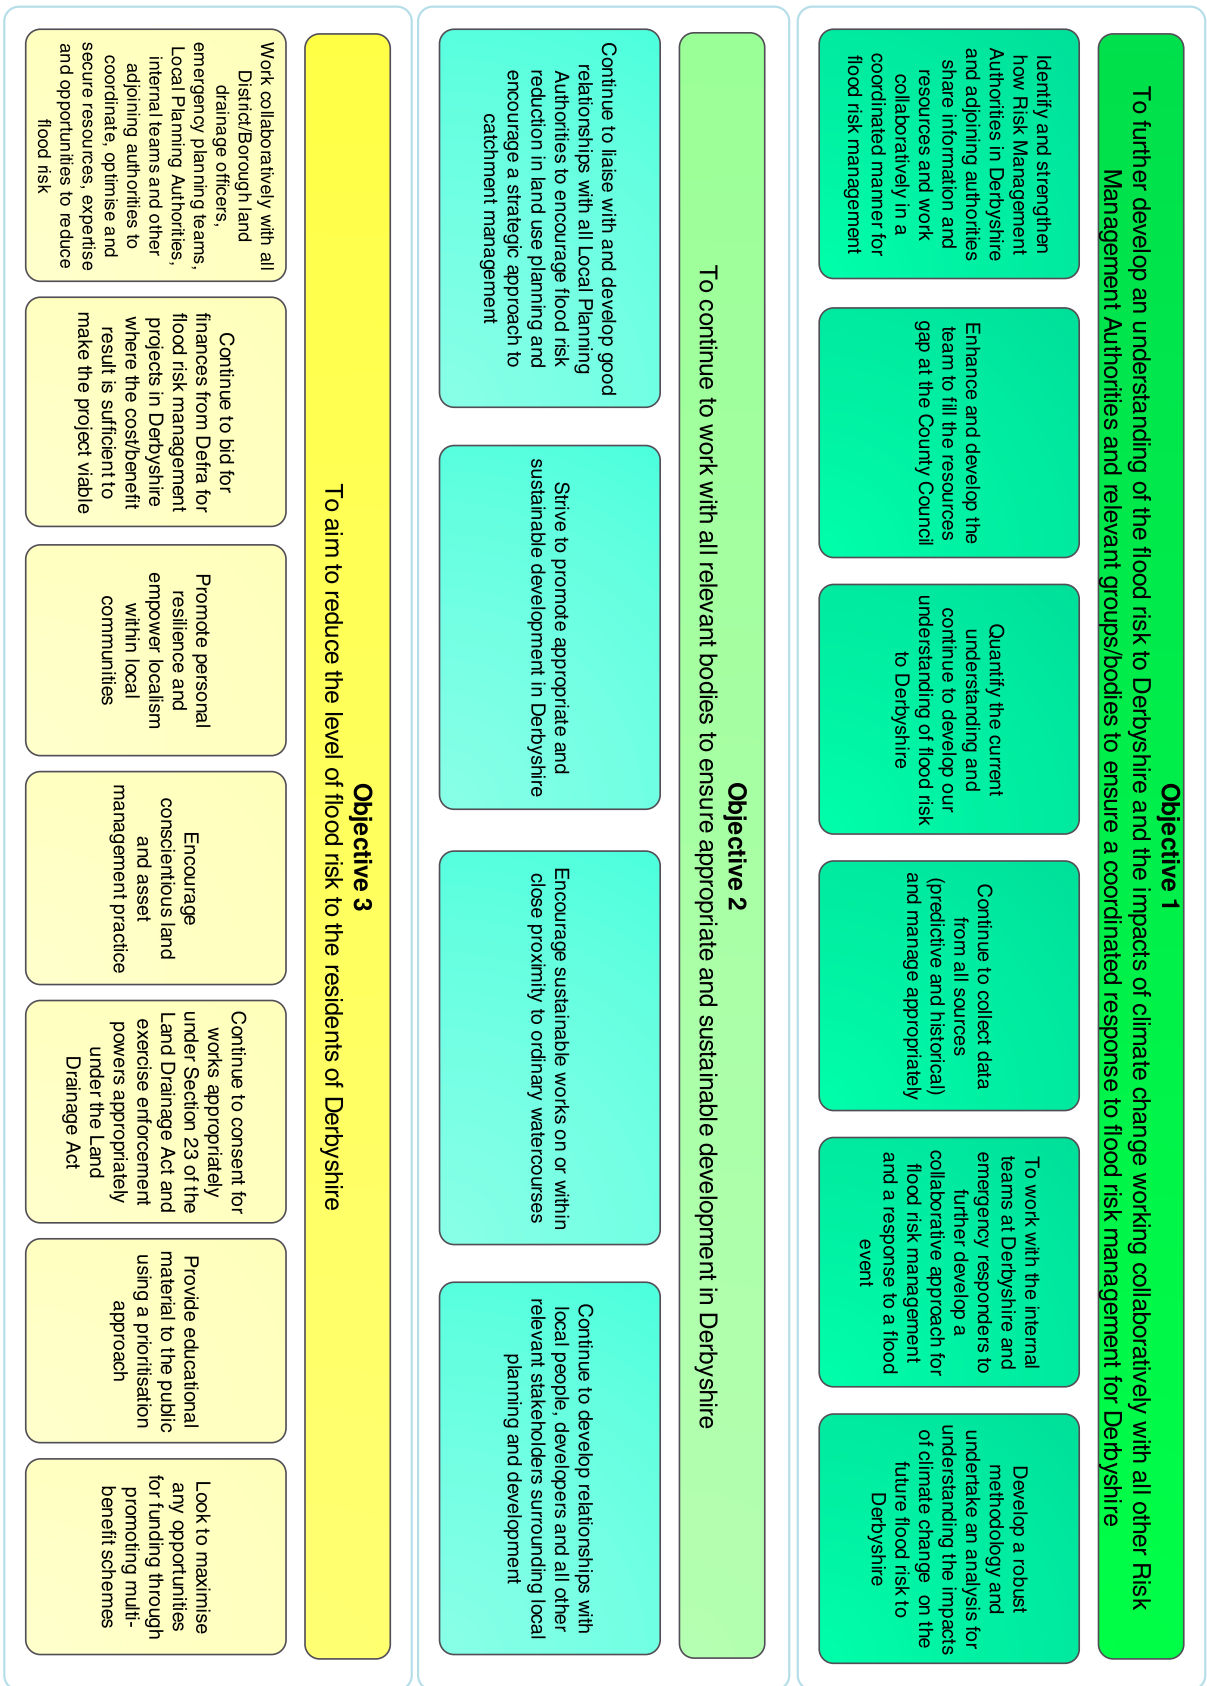 Objective 1
To further develop an understanding of the flood risk to Derbyshire and the impacts of climate change working collaboratively with all other Risk
Management Authorities and relevant groups/bodies to ensure a coordinated response to flood risk management for Derbyshire
Identify and strengthen
how Risk Management
Authorities in Derbyshire
and adjoining authorities
share information and
resources and work
collaboratively in a
coordinated manner for
flood risk management
Enhance and develop the
team to fill the resources
gap at the County Council
Quantify the current
understanding and
continue to develop our
understanding of flood risk
to Derbyshire
Continue to collect data
from all sources
(predictive and historical)
and manage appropriately
To work with the internal
teams at Derbyshire and
emergency responders to
further develop a
collaborative approach for
flood risk management
and a response to a flood
event
Develop a robust
methodology and
undertake an analysis for
understanding the impacts
of climate change on the
future flood risk to
Derbyshire
Objective 2
To continue to work with all relevant bodies to ensure appropriate and sustainable development in Derbyshire
Continue to liaise with and develop good
relationships with all Local Planning
Authorities to encourage flood risk
reduction in land use planning and
encourage a strategic approach to
catchment management
Strive to promote appropriate and
sustainable development in Derbyshire
Encourage sustainable works on or within
close proximity to ordinary watercourses
Continue to develop relationships with
local people, developers and all other
relevant stakeholders surrounding local
planning and development
Objective 3
To aim to reduce the level of flood risk to the residents of Derbyshire
Work collaboratively with all
District/Borough land
drainage officers,
emergency planning teams,
Local Planning Authorities,
internal teams and other
adjoining authorities to
coordinate, optimise and
secure resources, expertise
and opportunities to reduce
flood risk
Continue to bid for
finances from Defra for
flood risk management
projects in Derbyshire
where the cost/benefit
result is sufficient to
make the project viable
Promote personal
resilience and
empower localism
within local
communities
Encourage
conscientious land
and asset
management practice
Continue to consent for
works appropriately
under Section 23 of the
Land Drainage Act and
exercise enforcement
powers appropriately
under the Land
Drainage Act
Provide educational
material to the public
using a prioritisation
approach
Look to maximise
any opportunities
for funding through
promoting multi-
benefit schemes